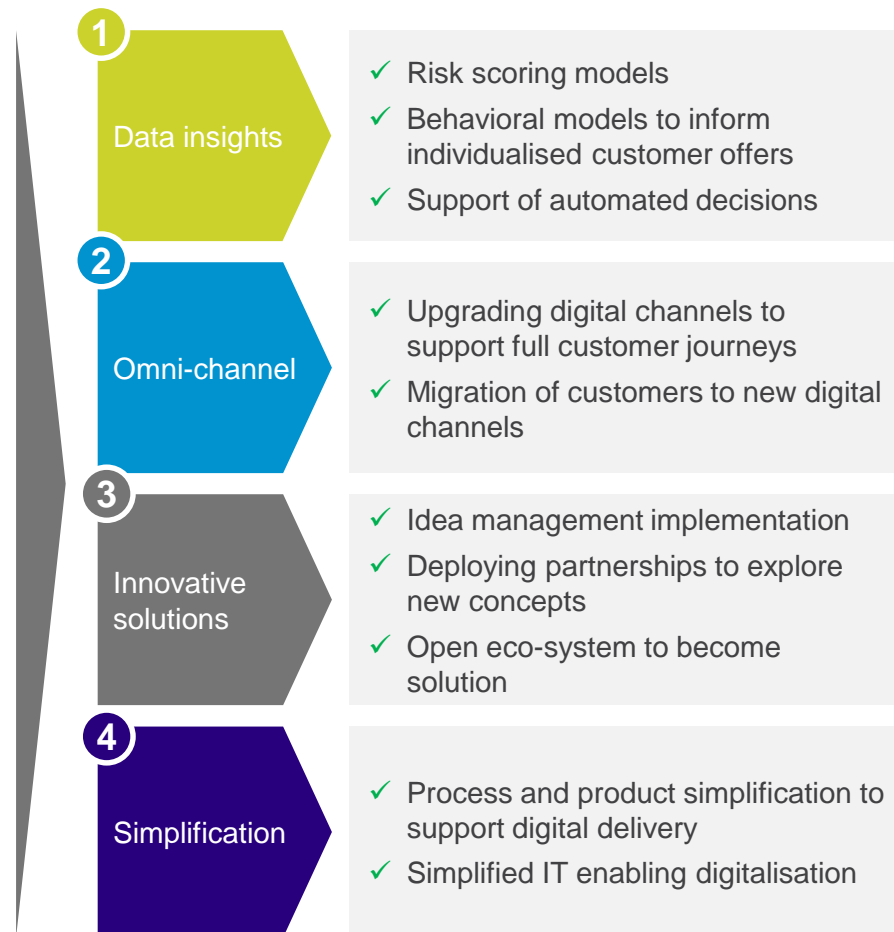 1
Data insights
✓ Risk scoring models
✓ Behavioral models to inform
individualised customer offers
✓ Support of automated decisions
2
Omni-channel
✓ Upgrading digital channels to
support full customer journeys
✓ Migration of customers to new digital
channels
3
Innovative
solutions
✓ Idea management implementation
✓ Deploying partnerships to explore
new concepts
✓ Open eco-system to become
solution
4
Simplification
✓ Process and product simplification to
support digital delivery
✓ Simplified IT enabling digitalisation